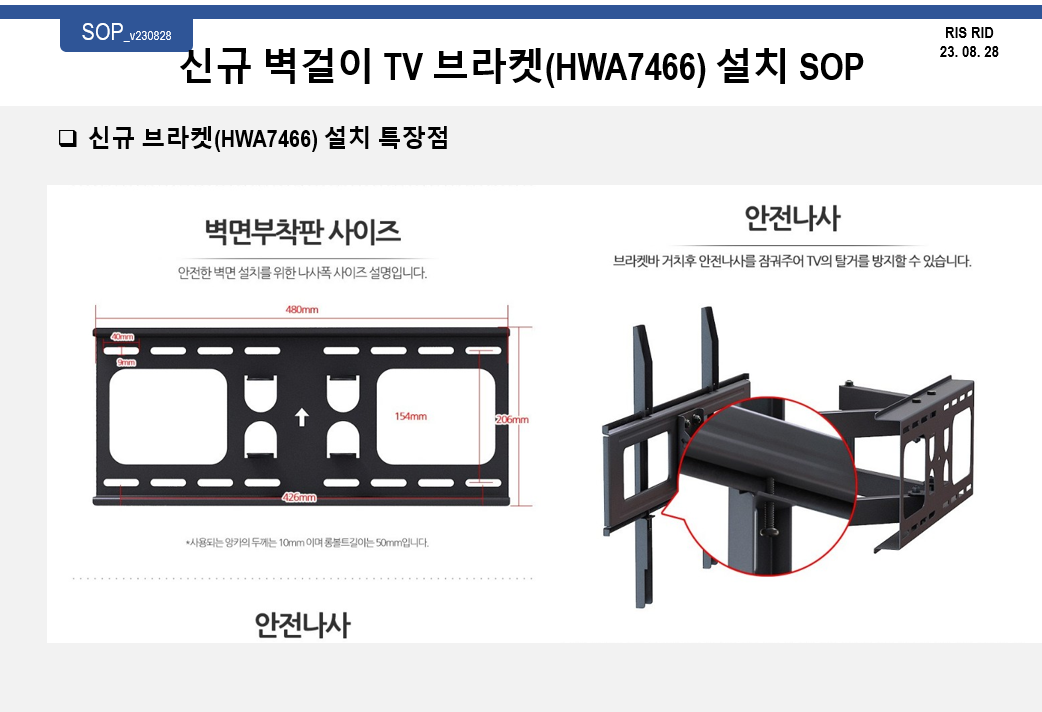 SOP_v230828
신규 벽걸이 TV 브라켓(HWA7466) 설치 SOP
RIS RID
23. 08. 28
❑ 신규 브라켓(HWA7466) 설치 특장점
벽면부착판 사이즈
안전한 벽면 설치를 위한 나사폭 사이즈 설명입니다.
480mm
40mm
9mm
154mm
206mm
426mm
*사용되는 앙카의 두께는 10mm 이며 롱볼트길이는 50mm입니다.
안전나사
안전나사
브라켓바 거치후 안전나사를 잠궈주어 TV의 탈거를 방지할 수 있습니다.